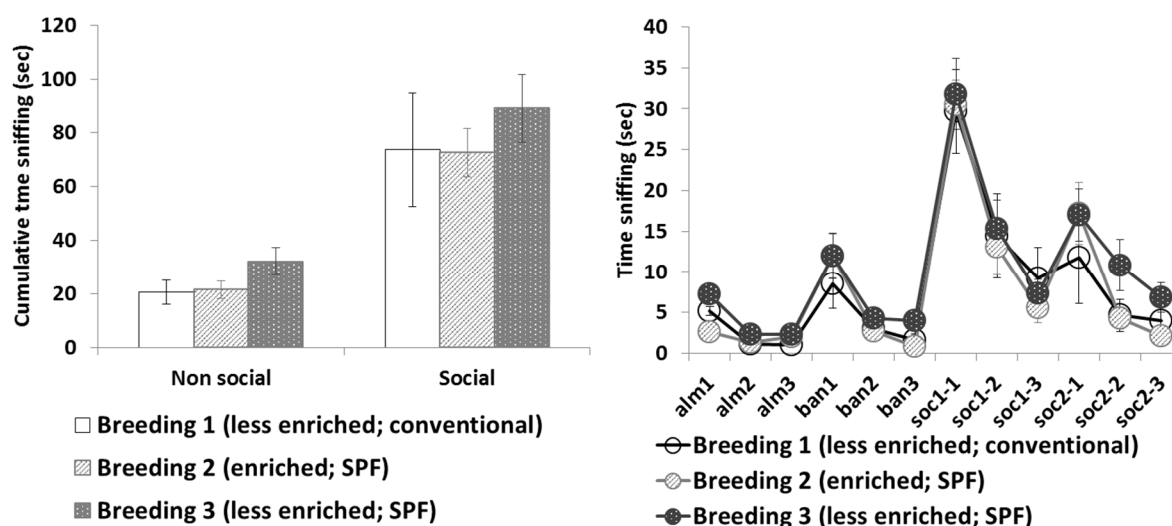 Cumulative tme sniffing (sec)
120
100
80
60
40
20
0
Non social
Social
Breeding 1 (less enriched; conventional)
Breeding 2 (enriched; SPF)
Breeding 3 (less enriched; SPF)
Time sniffing (sec)
40
35
30
25
20
15
10
5
0
alm1
alm2
alm3
ban1
ban2
ban3
soc1-1
soc1-2
soc1-3
soc2-1
soc2-2
soc2-3
Breeding 1 (less enriched; conventional)
Breeding 2 (enriched; SPF)
Breeding 3 (less enriched; SPF)